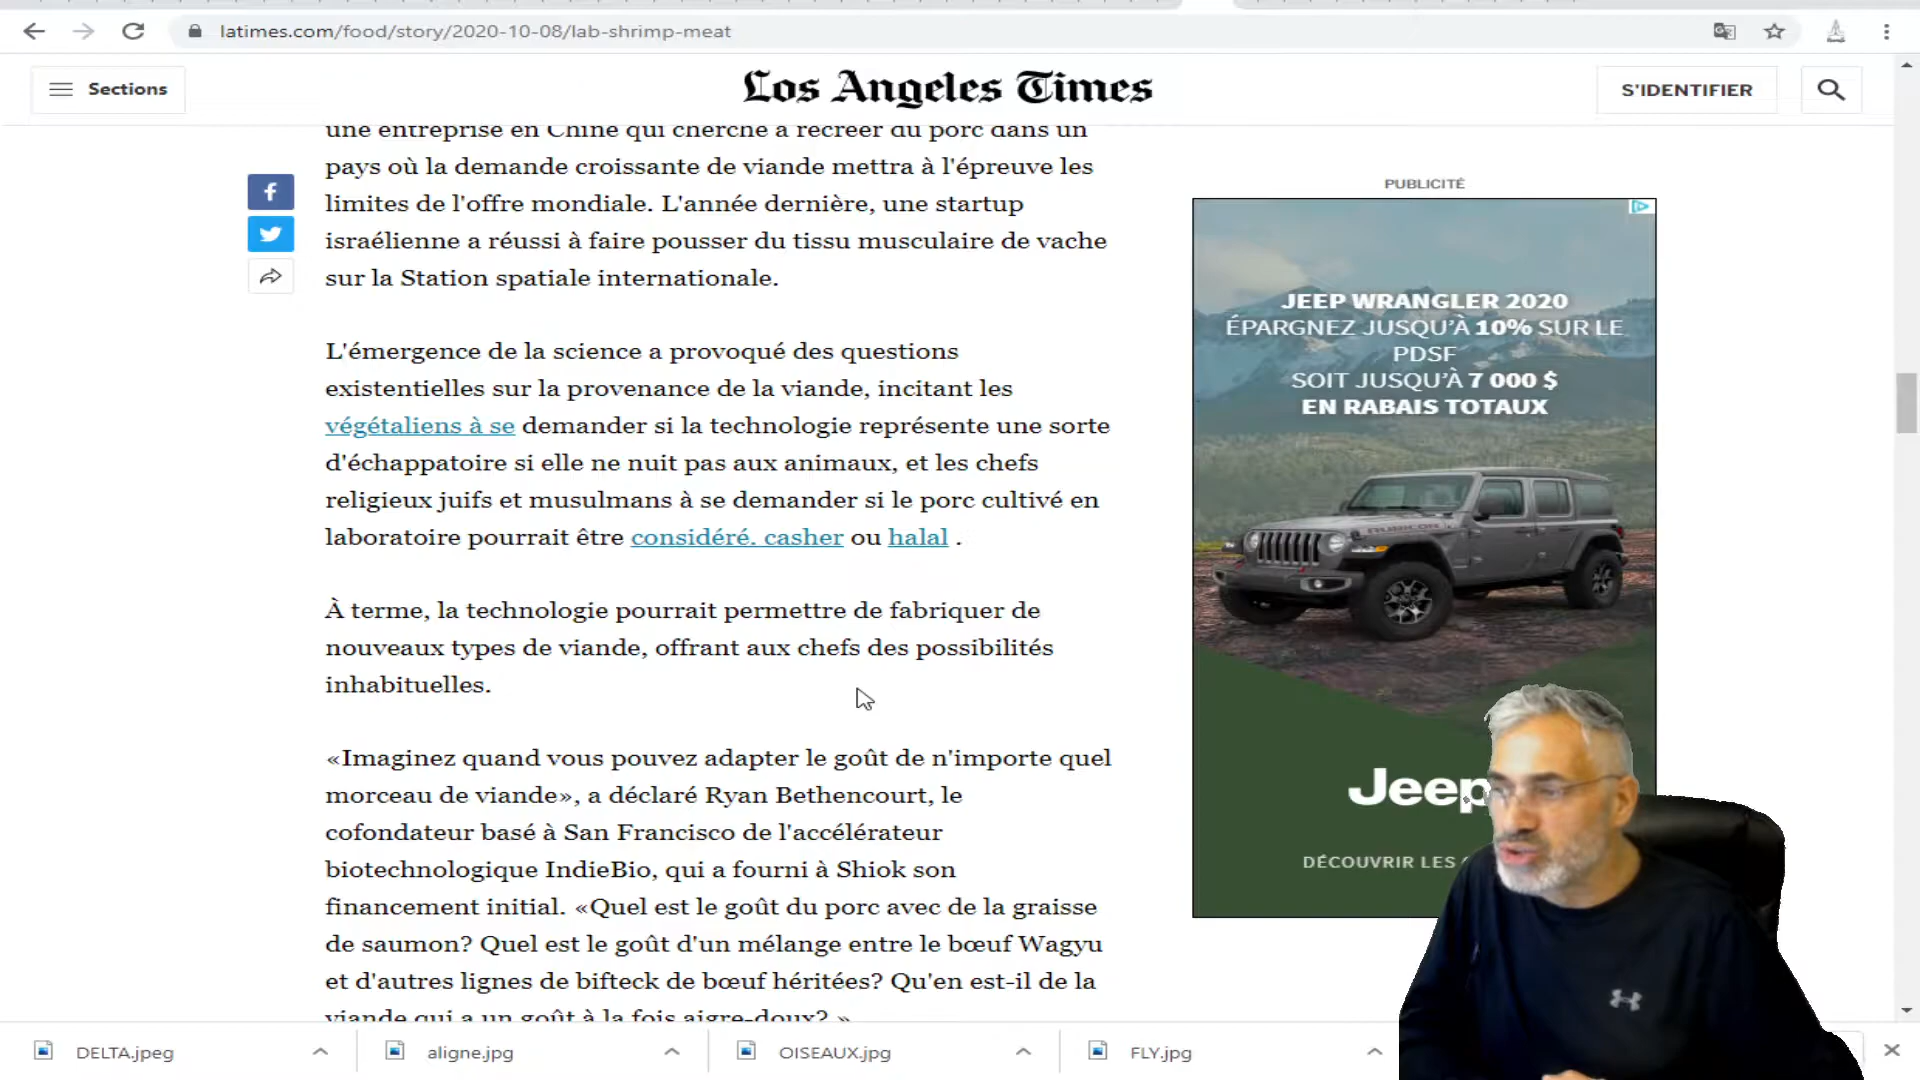 latimes.com/food/story/2020-10-08/lab-shrimp-meat
Sections
Los Angeles Times
S'IDENTIFIER
une entreprise en Chine qui cherche à recréer du porc dans un
pays où la demande croissante de viande mettra à l'épreuve les
limites de l'offre mondiale. L'année dernière, une startup
israélienne a réussi à faire pousser du tissu musculaire de vache
sur la Station spatiale internationale.
L'émergence de la science a provoqué des questions
existentielles sur la provenance de la viande, incitant les
végétaliens à se demander si la technologie représente une sorte
d'échappatoire si elle ne nuit pas aux animaux, et les chefs
religieux juifs et musulmans à se demander si le porc cultivé en
laboratoire pourrait être considéré. casher ou halal .
À terme, la technologie pourrait permettre de fabriquer de
nouveaux types de viande, offrant aux chefs des possibilités
inhabituelles.
«Imaginez quand vous pouvez adapter le goût de n'importe quel
morceau de viande», a déclaré Ryan Bethencourt, le
cofondateur basé à San Francisco de l'accélérateur
biotechnologique IndieBio, qui a fourni à Shiok son
financement initial. «Quel est le goût du porc avec de la graisse
de saumon? Quel est le goût d'un mélange entre le bœuf Wagyu
et d'autres lignes de bifteck de bœuf héritées? Qu'en est-il de la
viande qui a un goût à la fois aigre-doux? »
PUBLICITÉ
JEEP WRANGLER 2020
ÉPARGNEZ JUSQU'À 10% SUR LE
PDSF
SOIT JUSQU'À 7 000 $
EN RABAIS TOTAUX
RUBICON
Jeep
DÉCOUVRIR LES
DELTA.jpeg
aligne.jpg
OISEAUX.jpg
FLY.jpg